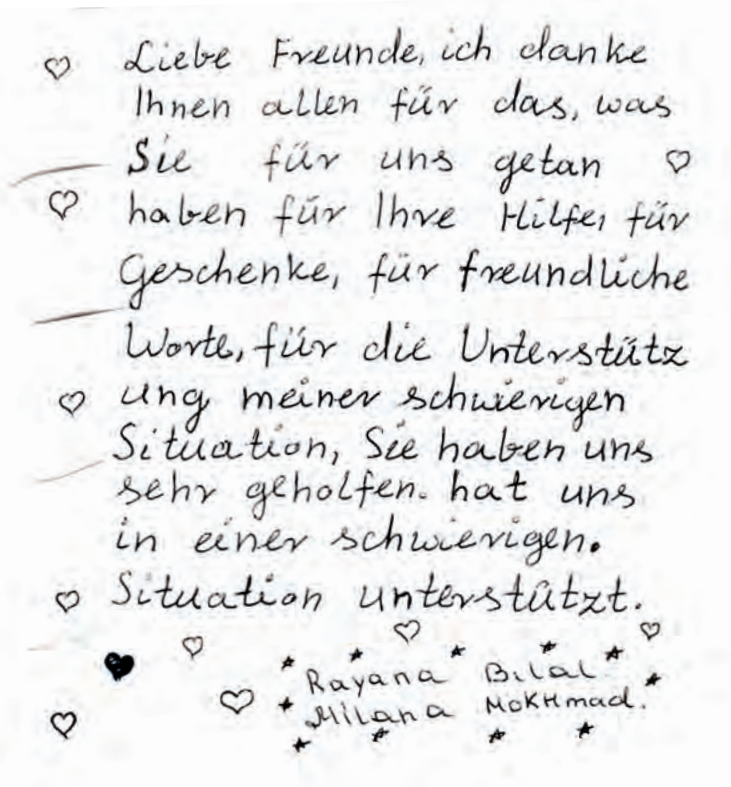 Liebe Freunde, ich danke
Ihnen allen für das, was
Sie für uns getan
haben für Ihre Hilfe, für
Geschenke, für freundliche
Worte, für die Unterstütz
ung meiner schwierigen
Situation, Sie haben uns
sehr geholfen. hat uns
in einer schwierigen.
Situation unterstützt.
Rayana Bilal
Milana Mokhmad.